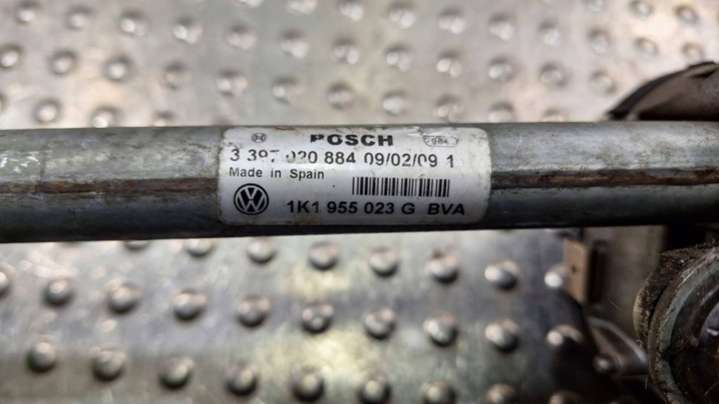 BOSCH
3 397 020 884 09/02/09 1
Made in Spain
1K1 955 023 G BVA